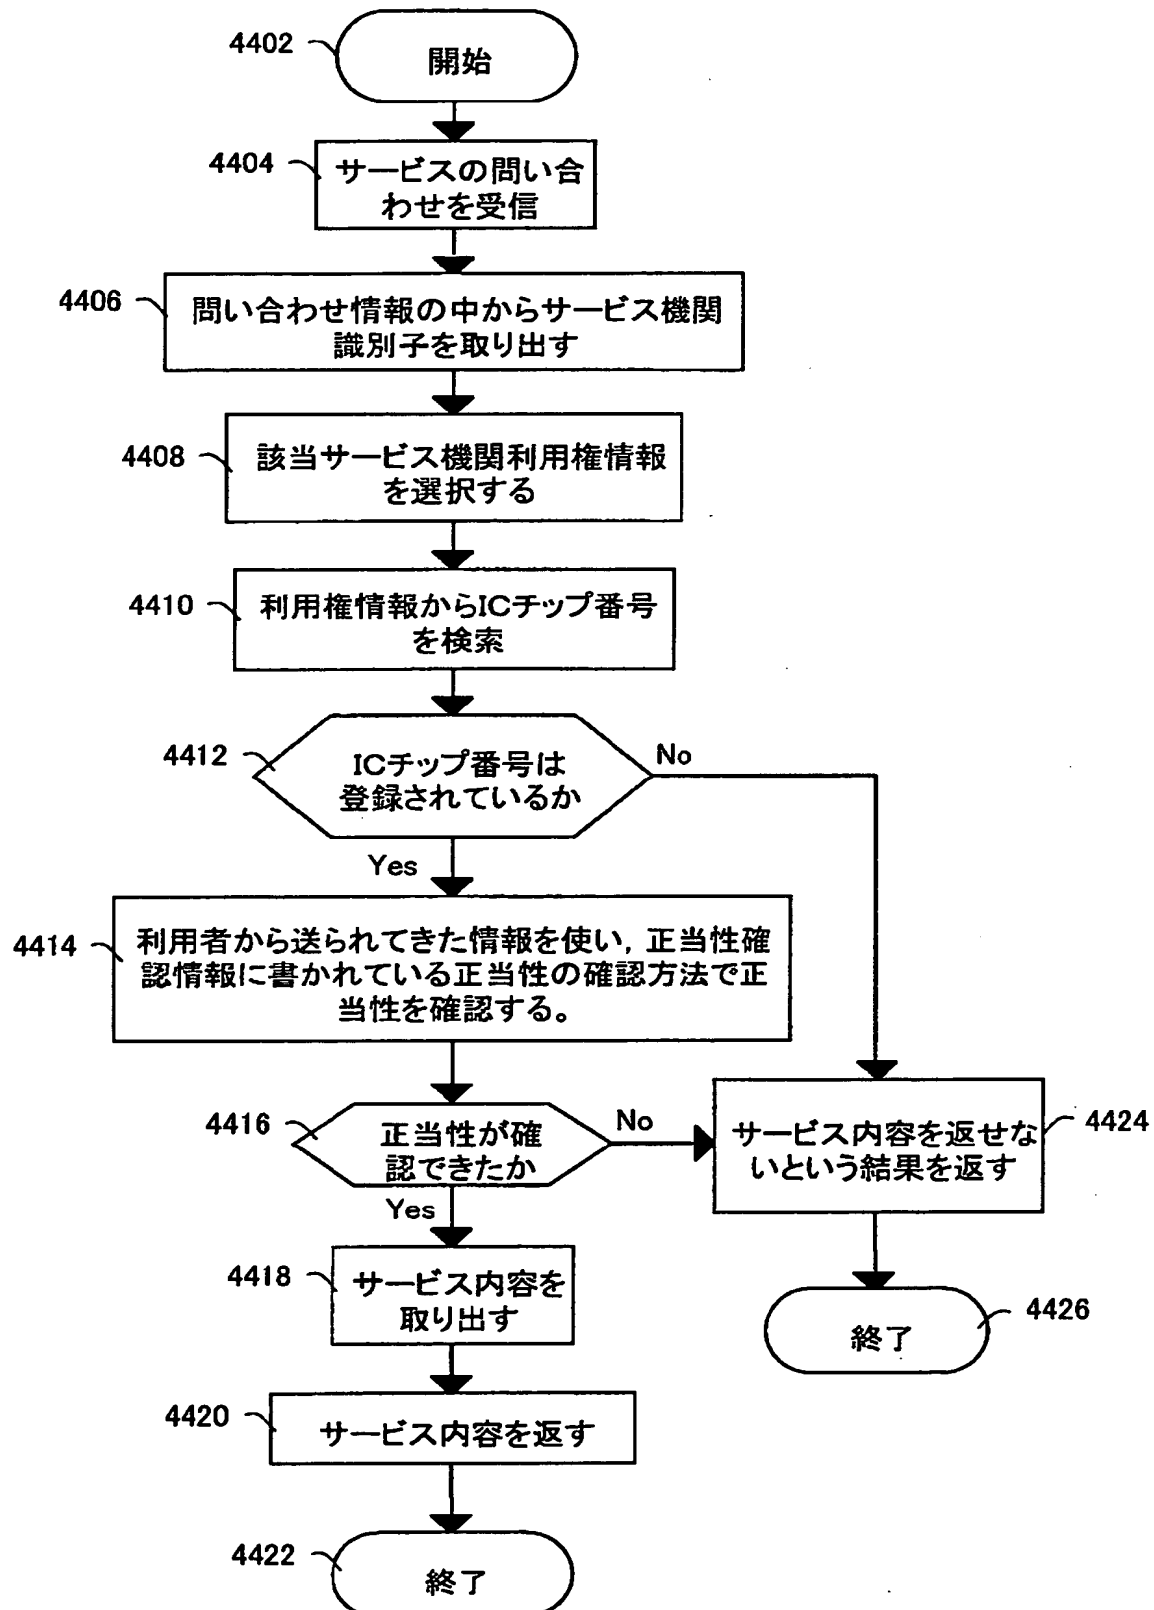 4402
開始
4404
サービスの問い合
わせを受信
4406
問い合わせ情報の中からサービス機関
識別子を取り出す
4408
該当サービス機関利用権情報
を選択する
4410
利用権情報からICチップ番号
を検索
4412
ICチップ番号は
登録されているか
No
Yes
4414
利用者から送られてきた情報を使い,正当性確
認情報に書かれている正当性の確認方法で正
当性を確認する。
4416
正当性が確
認できたか
No
Yes
4424
サービス内容を返せな
いという結果を返す
4418
サービス内容を
取り出す
4426
終了
4420
サービス内容を返す
4422
終了